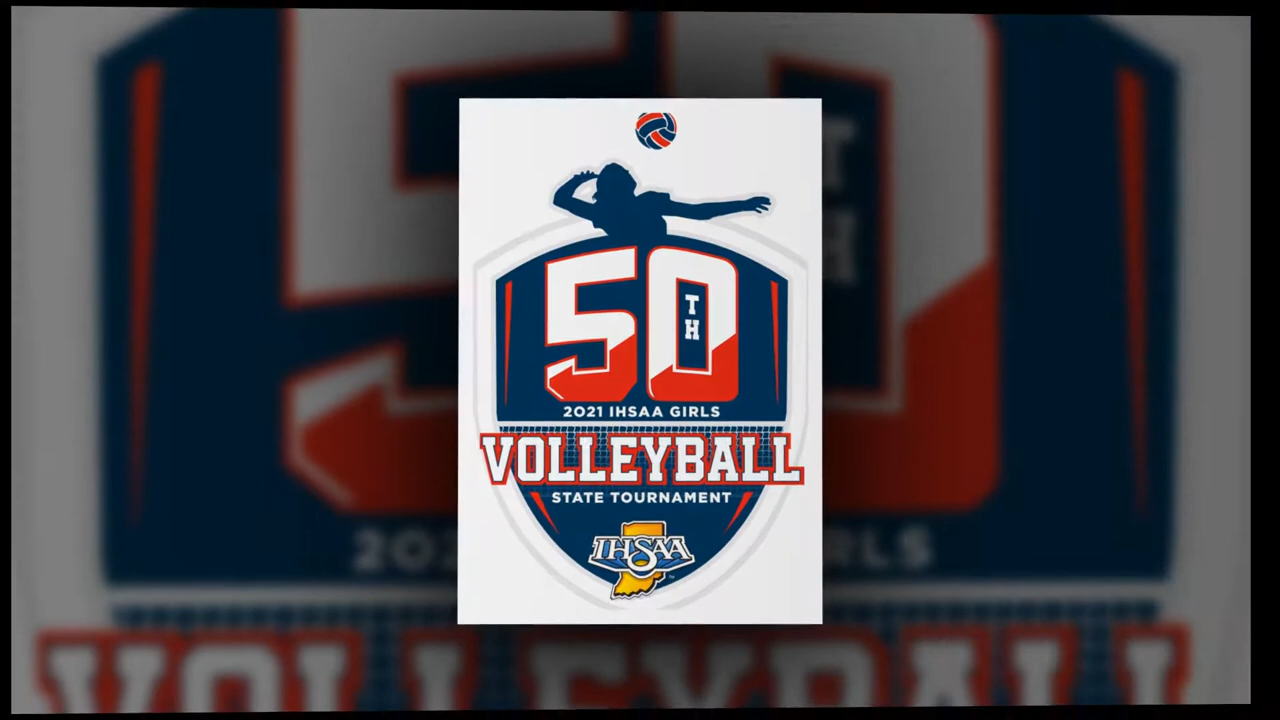 50
TH
2021 IHSAA GIRLS
VOLLEYBALL
STATE TOURNAMENT
IHSAA